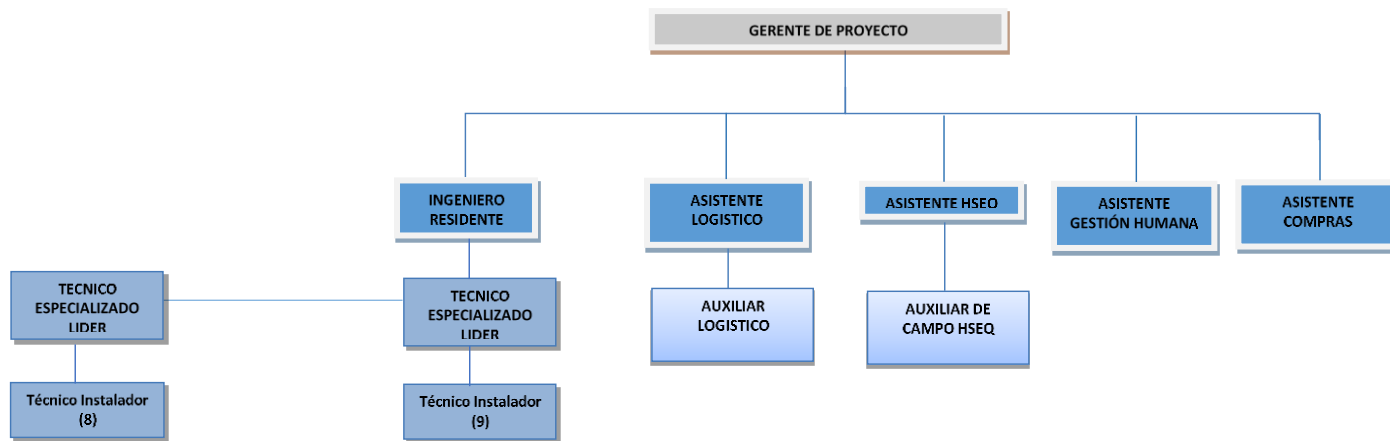 GERENTE DE PROYECTO
INGENIERO
RESIDENTE
ASISTENTE
LOGISTICO
ASISTENTE HSEQ
ASISTENTE
GESTIÓN HUMANA
ASISTENTE
COMPRAS
TECNICO
ESPECIALIZADO
LIDER
TECNICO
ESPECIALIZADO
LIDER
AUXILIAR
LOGISTICO
AUXILIAR DE
CAMPO HSEQ
Técnico Instalador
(8)
Técnico Instalador
(9)